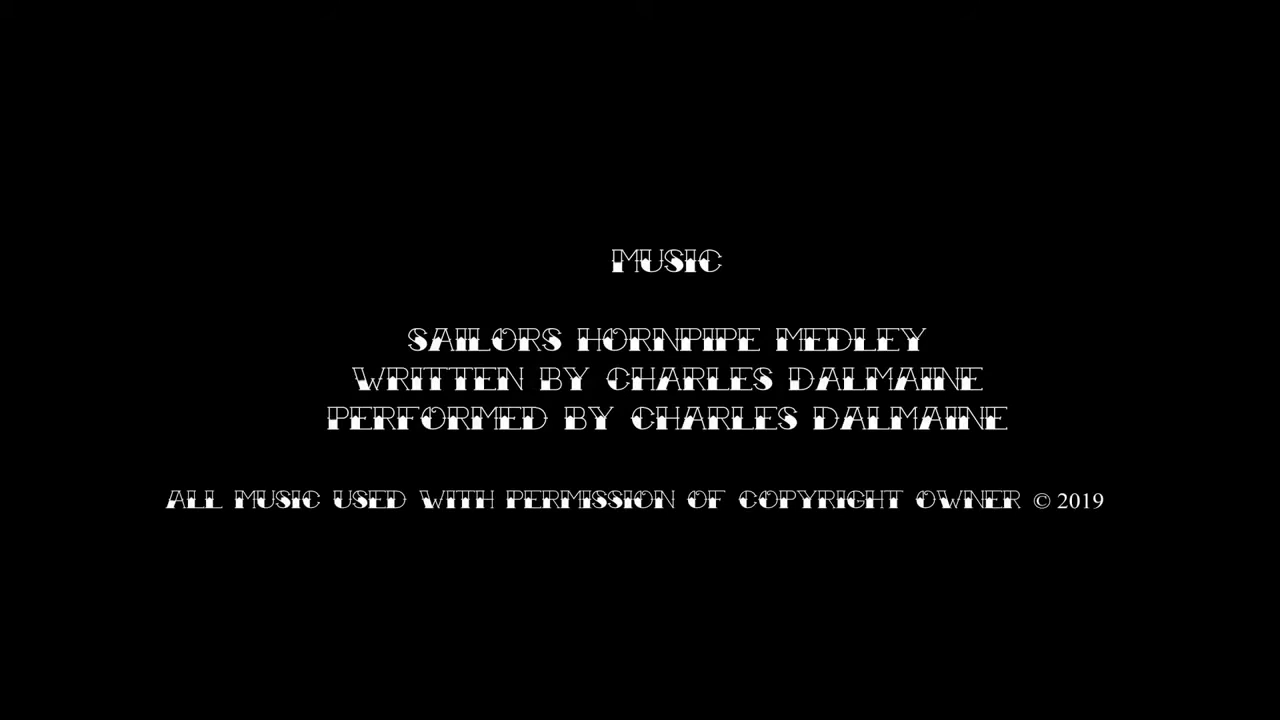 MUSIC
SAILORS HORNPIPE MEDLEY
WRITTEN BY CHARLES DALMAINE
PERFORMED BY CHARLES DALMAINE
ALL MUSIC USED WITH PERMISSION OF COPYRIGHT OWNER © 2019